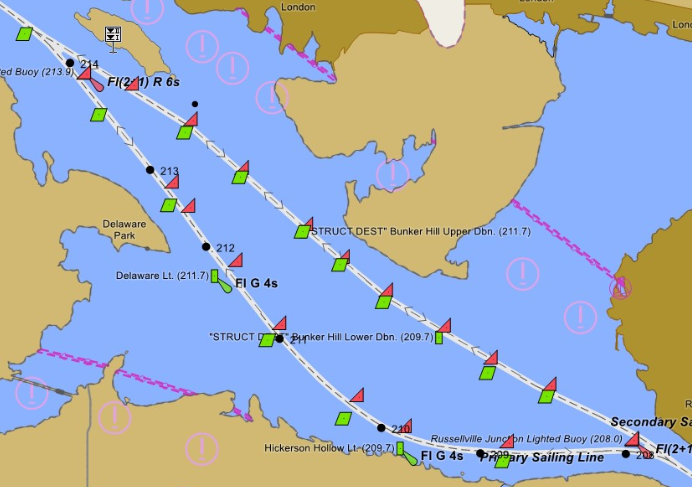 London
Lond
214
ted Buoy (213.9)
Fl(2+1) R 6s
213
Delaware
Park
"STRUCT DEST" Bunker Hill Upper Dbn. (211.7)
212
Delaware Lt. (211.7)
Fl G 4s
"STRUCT DEST" Bunker Hill Lower Dbn. (209.7)
211
R
Secondary Sa
210
Russellville Junction Lighted Buoy (208.0)
Hickerson Hollow Lt. (209.7)
Fl G 4s
209
Primary Sailing Line
208
Fl(2+1